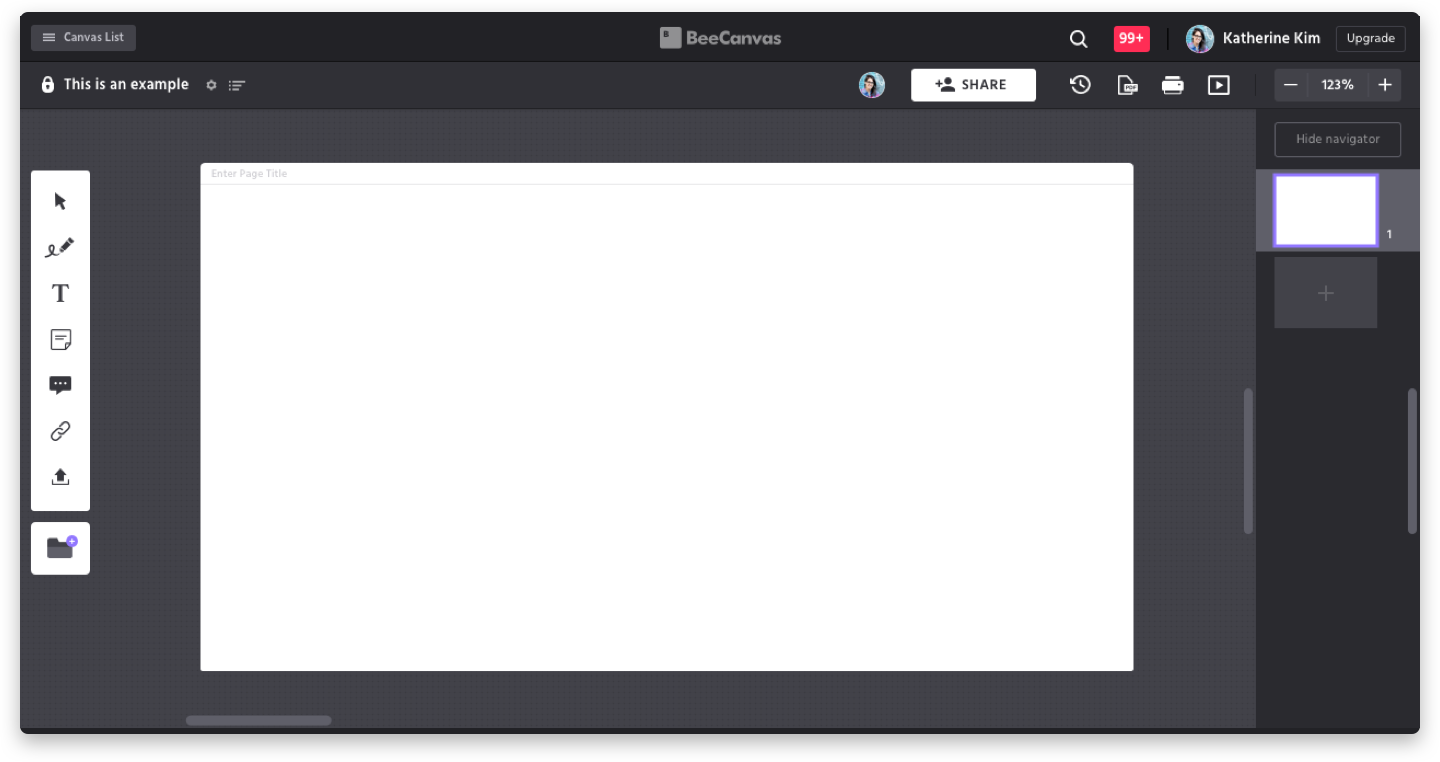 Canvas List
BeeCanvas
99+
Katherine Kim
Upgrade
This is an example
SHARE
PDF
123%
Hide navigator
Enter Page Title
1
T